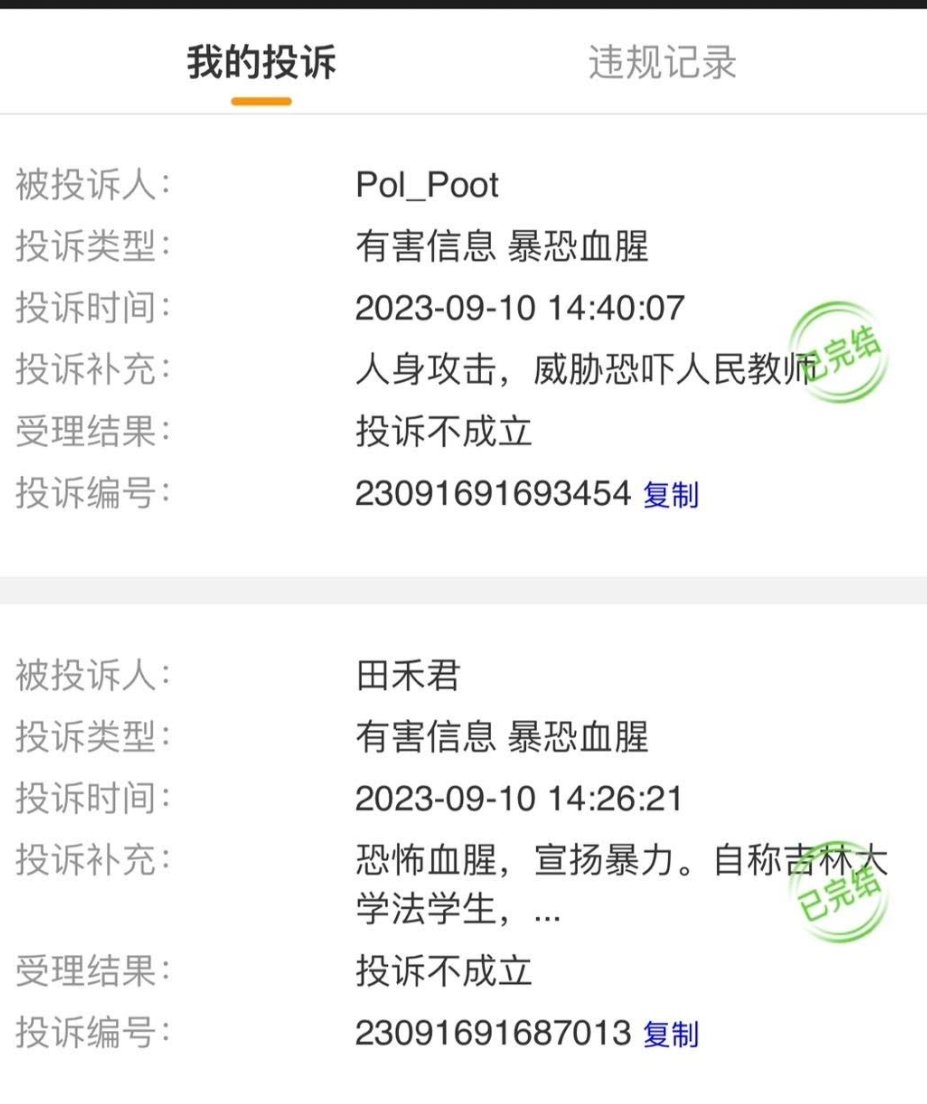 我的投诉 违规记录
被投诉人： Pol_Poot
投诉类型： 有害信息 暴恐血腥
投诉时间： 2023-09-10 14:40:07
投诉补充： 人身攻击，威胁恐吓人民教师
已完结
受理结果： 投诉不成立
投诉编号： 23091691693454 复制
被投诉人： 田禾君
投诉类型： 有害信息 暴恐血腥
投诉时间： 2023-09-10 14:26:21
投诉补充： 恐怖血腥，宣扬暴力。自称吉林大
学法学生，...
已完结
受理结果： 投诉不成立
投诉编号： 23091691687013 复制